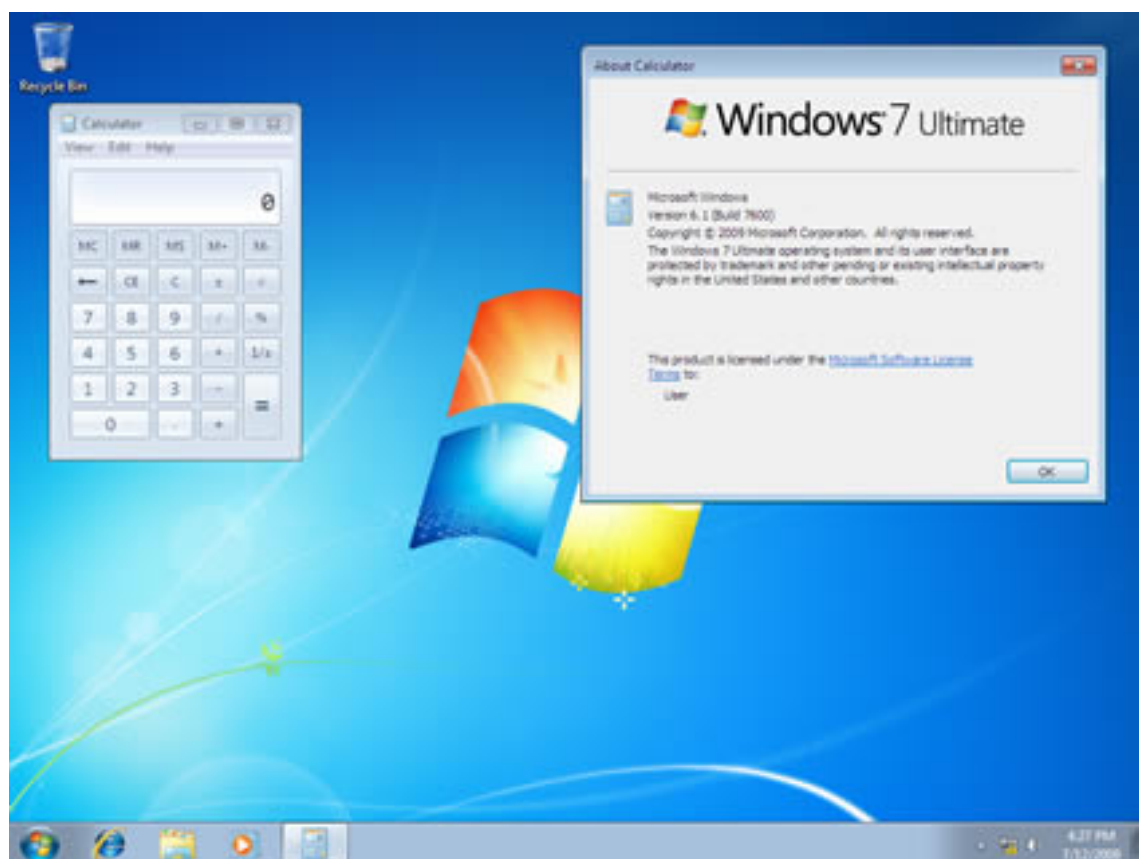 Recycle Bin
Calculator
View Edit Help
0
MC MR MS M+ M-
← CE C ±
7 8 9 / %
4 5 6 * 1/x
1 2 3 - =
0 . +
About Calculator
Windows 7 Ultimate
Microsoft Windows
Version 6.1 (Build 7600)
Copyright © 2009 Microsoft Corporation. All rights reserved.
The Windows 7 Ultimate operating system and its user interface are
protected by trademark and other pending or existing intellectual property
rights in the United States and other countries.
This product is licensed under the Microsoft Software License
Terms to:
User
OK
4:27 PM